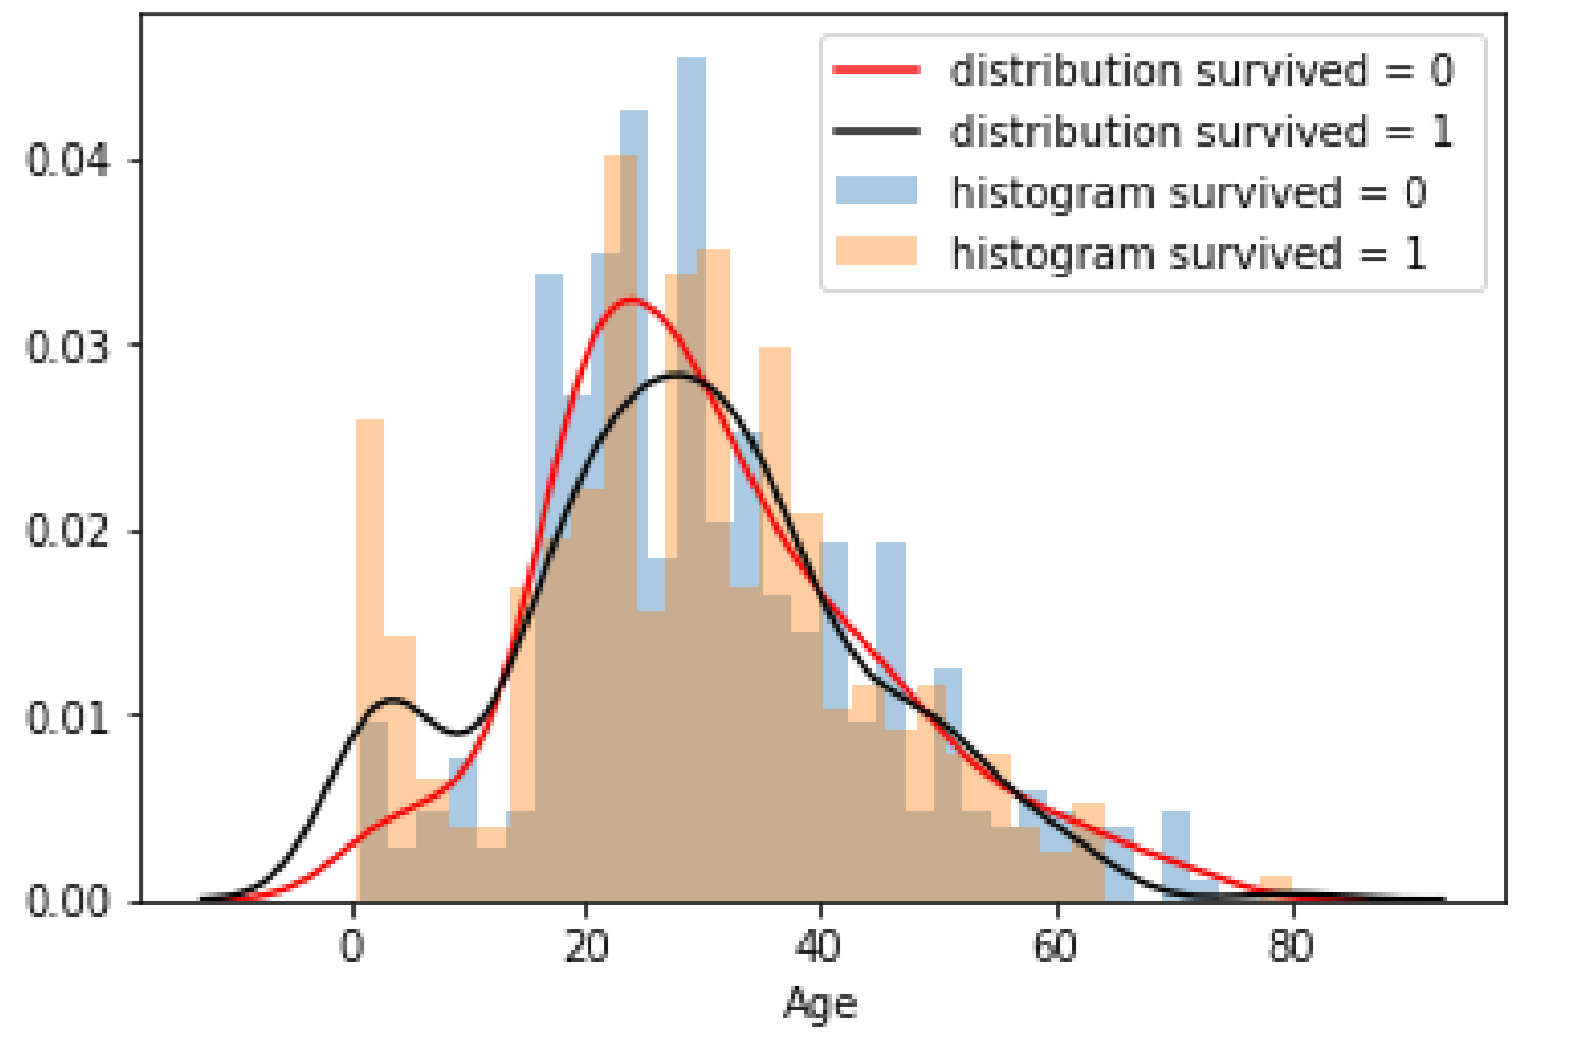 distribution survived = 0
distribution survived = 1
histogram survived = 0
histogram survived = 1
0.04
0.03
0.02
0.01
0.00
0 20 40 60 80
Age